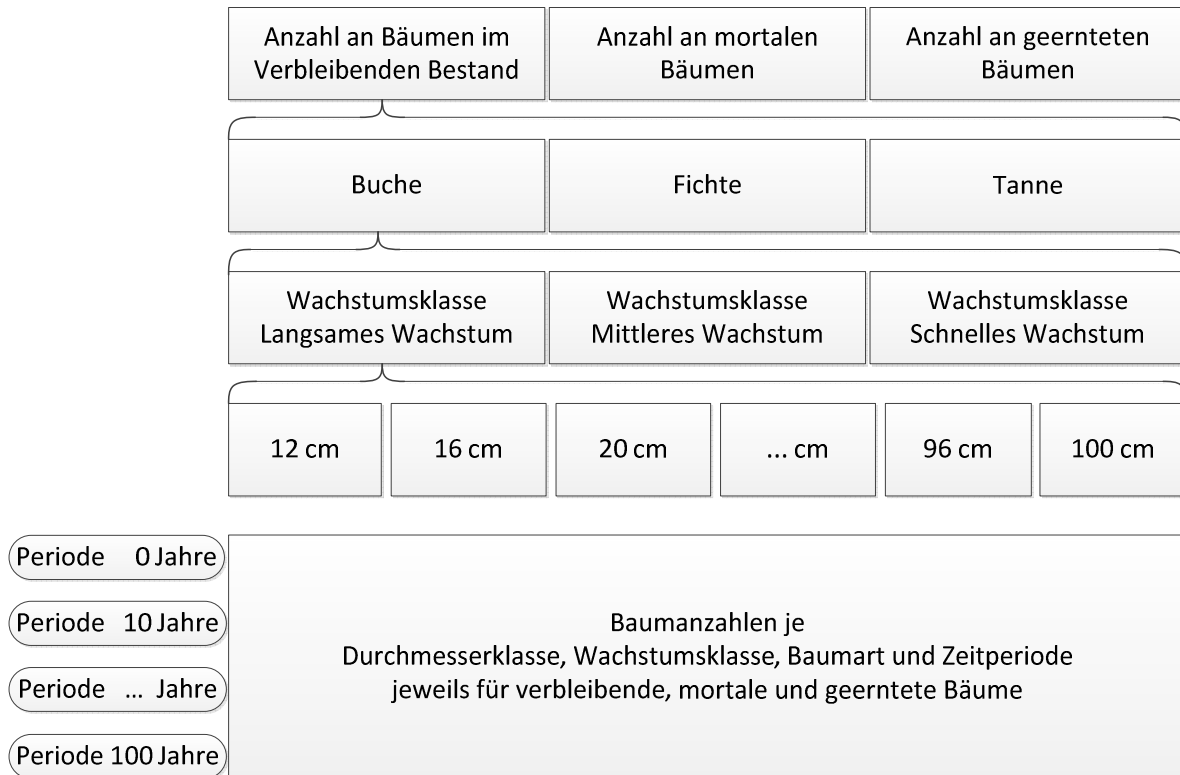 Anzahl an Bäumen im
Verbleibenden Bestand
Anzahl an mortalen
Bäumen
Anzahl an geernteten
Bäumen
Buche
Fichte
Tanne
Wachstumsklasse
Langsames Wachstum
Wachstumsklasse
Mittleres Wachstum
Wachstumsklasse
Schnelles Wachstum
12 cm
16 cm
20 cm
... cm
96 cm
100 cm
Periode 0 Jahre
Periode 10 Jahre
Periode ... Jahre
Periode 100 Jahre
Baumanzahlen je
Durchmesserklasse, Wachstumsklasse, Baumart und Zeitperiode
jeweils für verbleibende, mortale und geerntete Bäume